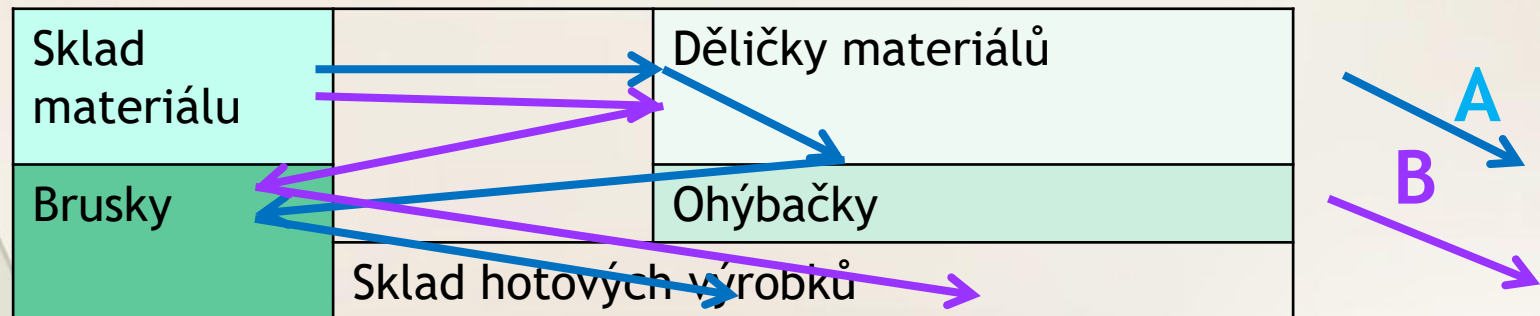 Sklad
materiálu
Děličky materiálů
A
B
Brusky
Ohýbačky
Sklad hotových výrobků